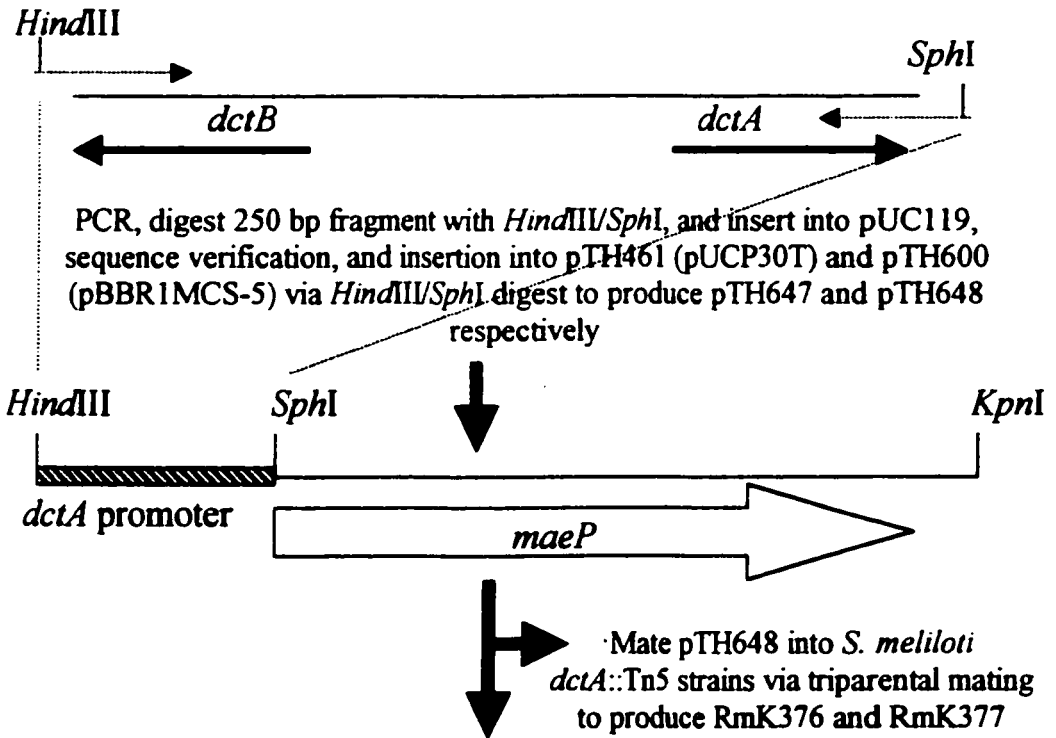 HindIII
SphI
dctB
dctA
PCR, digest 250 bp fragment with HindIII/SphI, and insert into pUC119,
sequence verification, and insertion into pTH461 (pUCP30T) and pTH600
(pBBR1MCS-5) via HindIII/SphI digest to produce pTH647 and pTH648
respectively
HindIII
SphI
KpnI
dctA promoter
maeP
Mate pTH648 into S. meliloti
dctA::Tn5 strains via triparental mating
to produce RmK376 and RmK377